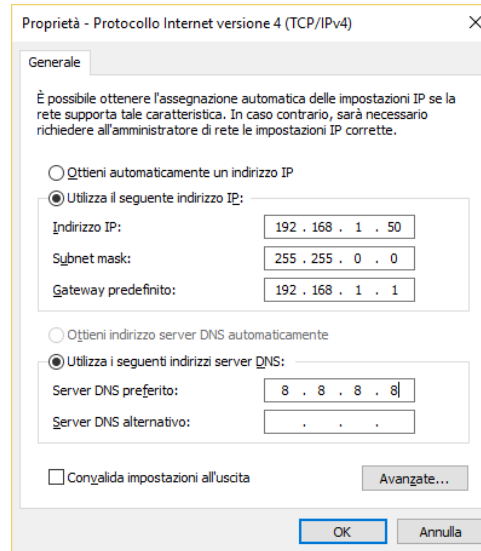 Proprietà - Protocollo Internet versione 4 (TCP/IPv4)
Generale
È possibile ottenere l'assegnazione automatica delle impostazioni IP se la
rete supporta tale caratteristica. In caso contrario, sarà necessario
richiedere all'amministratore di rete le impostazioni IP corrette.
Ottieni automaticamente un indirizzo IP
Utilizza il seguente indirizzo IP:
Indirizzo IP: 192 . 168 . 1 . 50
Subnet mask: 255 . 255 . 0 . 0
Gateway predefinito: 192 . 168 . 1 . 1
Ottieni indirizzo server DNS automaticamente
Utilizza i seguenti indirizzi server DNS:
Server DNS preferito: 8 . 8 . 8 . 8
Server DNS alternativo: . . .
Convalida impostazioni all'uscita
Avanzate...
OK Annulla